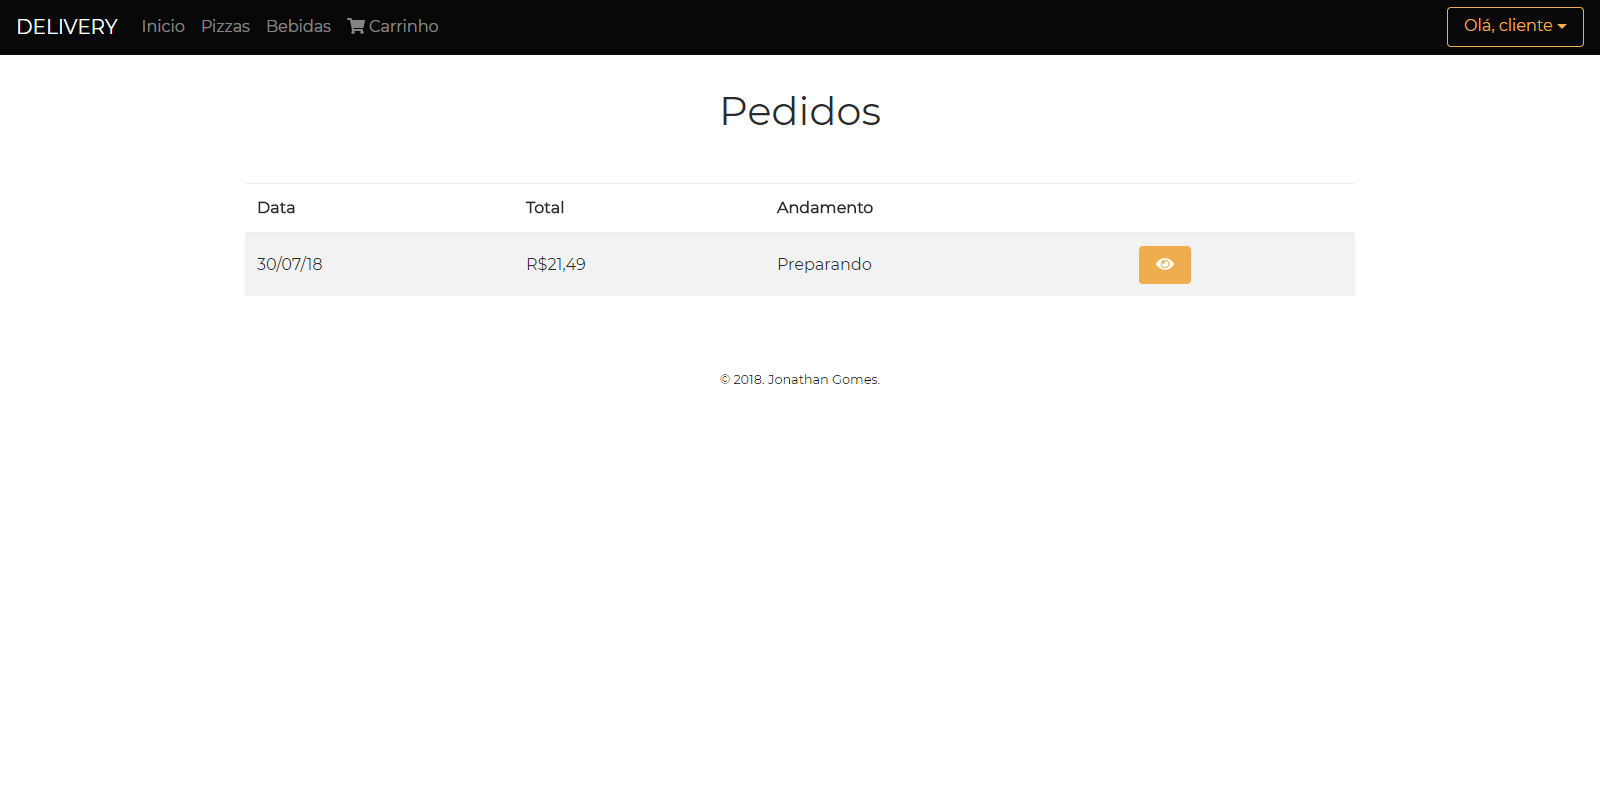 DELIVERY Inicio Pizzas Bebidas Carrinho Olá, cliente
Pedidos
Data Total Andamento
30/07/18 R$21,49 Preparando
© 2018. Jonathan Gomes.